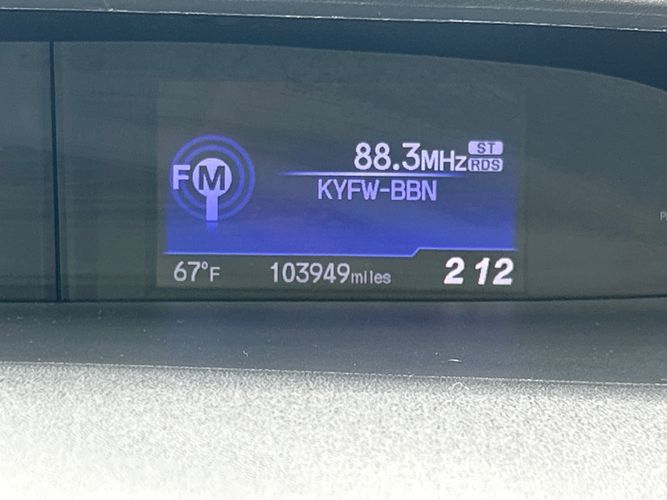 FM
88.3MHz ST RDS
KYFW-BBN
67°F 103949miles 2 12